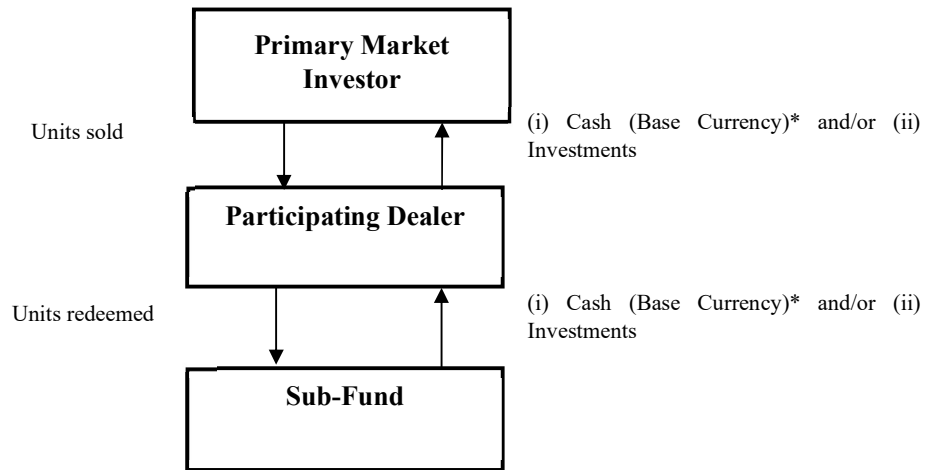 Primary Market
Investor
Units sold
(i) Cash (Base Currency)* and/or (ii)
Investments
Participating Dealer
Units redeemed
(i) Cash (Base Currency)* and/or (ii)
Investments
Sub-Fund